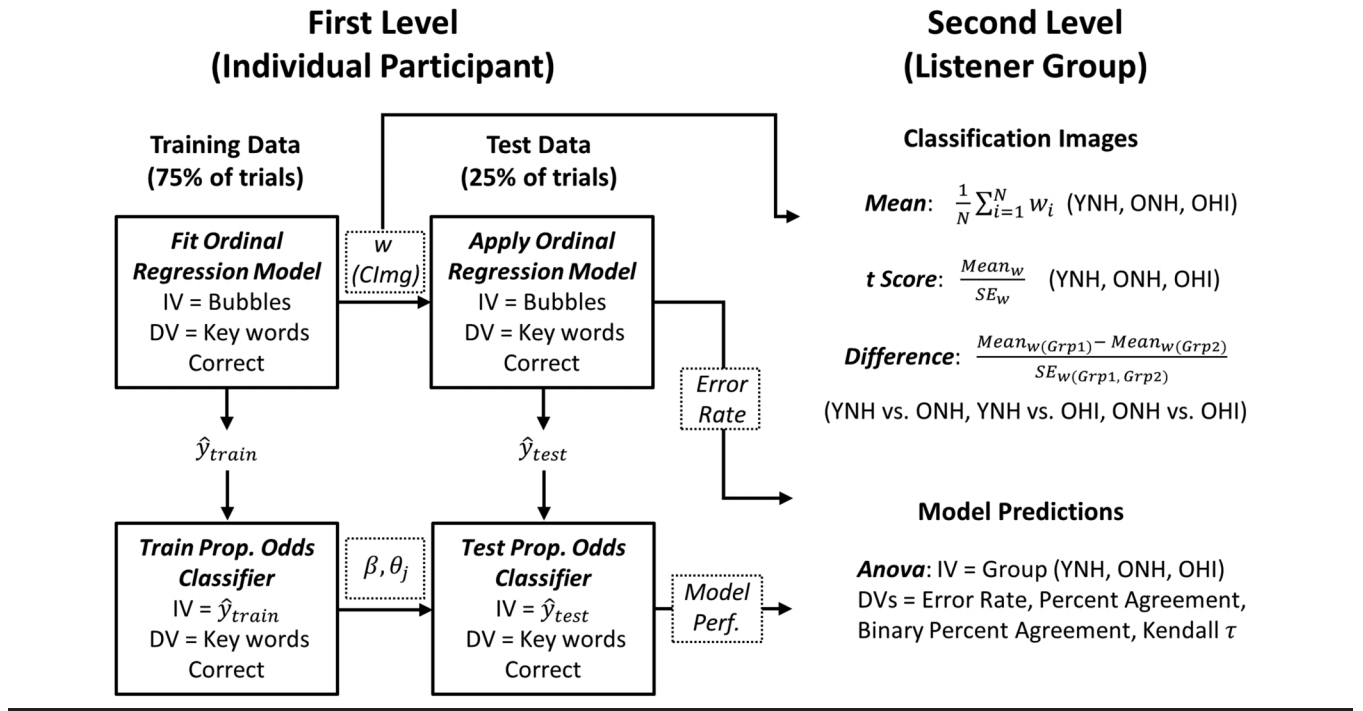 First Level
(Individual Participant)
Training Data
(75% of trials)
Test Data
(25% of trials)
Fit Ordinal
Regression Model
IV = Bubbles
DV = Key words
Correct
w
(CImg)
Apply Ordinal
Regression Model
IV = Bubbles
DV = Key words
Correct
Error
Rate
ŷ_train
ŷ_test
Train Prop. Odds
Classifier
IV = ŷ_train
DV = Key words
Correct
β, θ_j
Test Prop. Odds
Classifier
IV = ŷ_test
DV = Key words
Correct
Model
Perf.
Second Level
(Listener Group)
Classification Images
Mean: 1/N ∑_{i=1}^{N} w_i (YNH, ONH, OHI)
t Score: Mean_w / SE_w (YNH, ONH, OHI)
Difference: Mean_w(Grp1) − Mean_w(Grp2) / SE_w(Grp1, Grp2)
(YNH vs. ONH, YNH vs. OHI, ONH vs. OHI)
Model Predictions
Anova: IV = Group (YNH, ONH, OHI)
DVs = Error Rate, Percent Agreement,
Binary Percent Agreement, Kendall τ